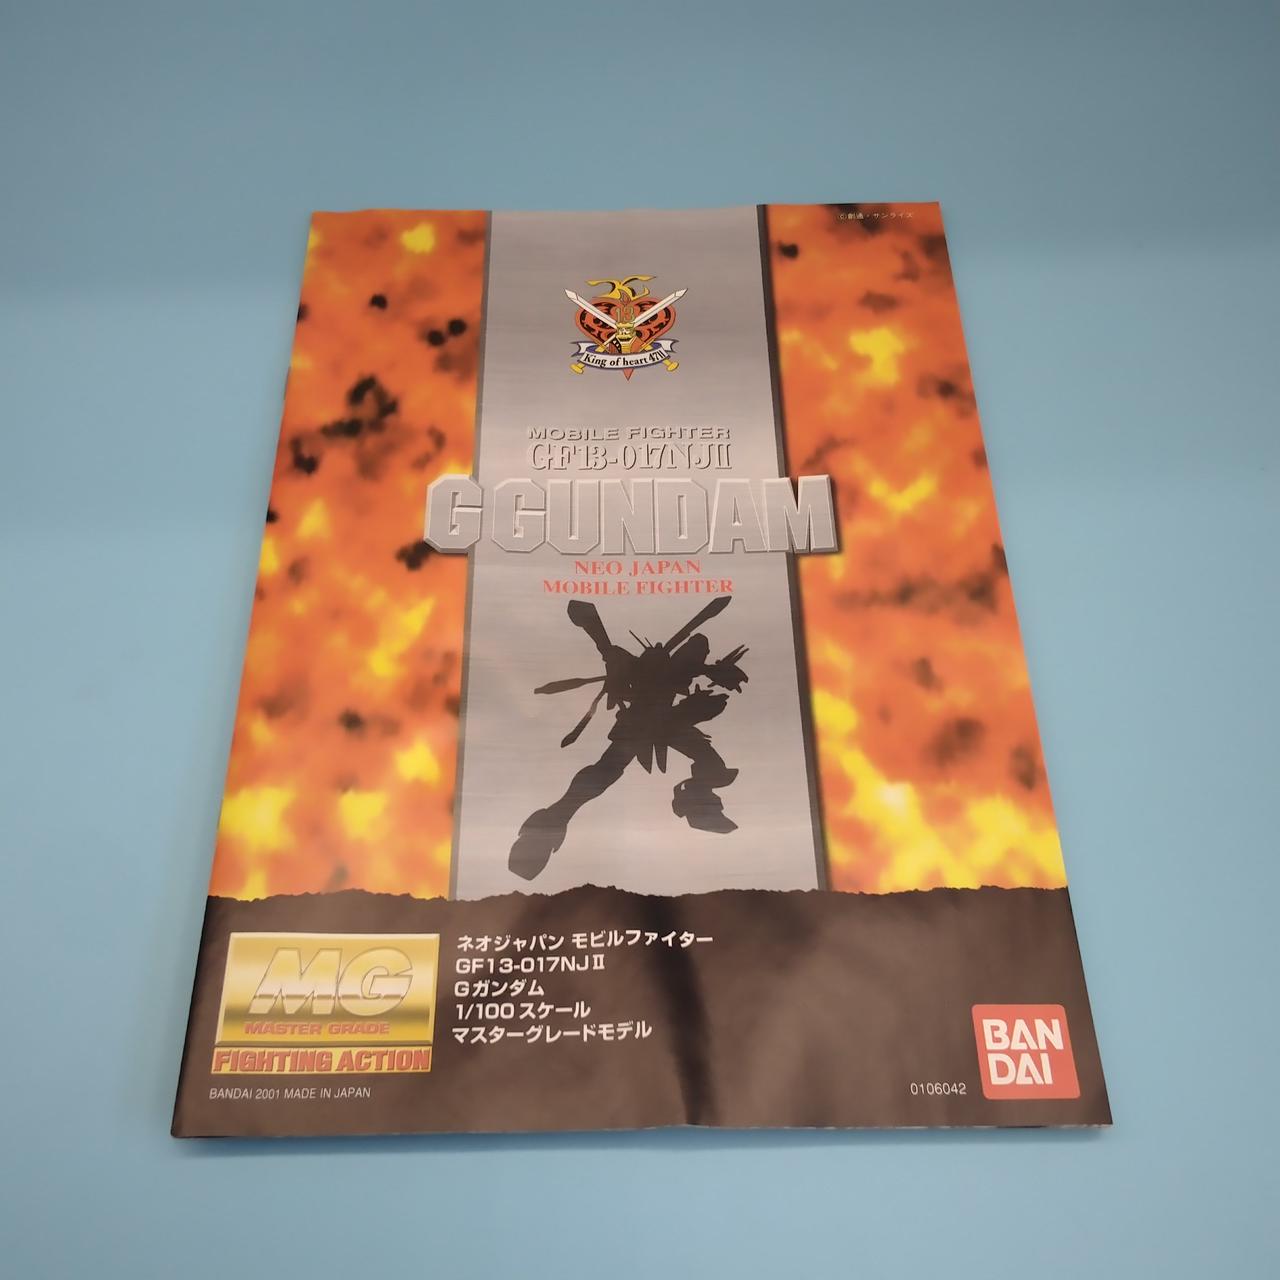 ©創通・サンライズ
13
King of heart 47II
MOBILE FIGHTER
GF13-017NJII
G GUNDAM
NEO JAPAN
MOBILE FIGHTER
MG
MASTER GRADE
FIGHTING ACTION
BANDAI 2001 MADE IN JAPAN
ネオジャパン モビルファイター
GF13-017NJⅡ
Gガンダム
1/100スケール
マスターグレードモデル
0106042
BAN
DAI